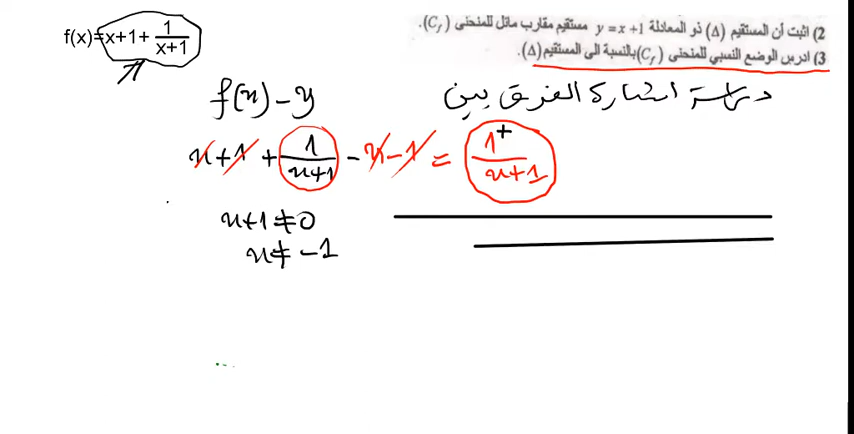 f(x)=x+1+ 1/(x+1)
2) اثبت أن المستقيم (Δ) ذو المعادلة y = x +1 مستقيم مقارب مائل للمنحنى (C_f).
3) ادرس الوضع النسبي للمنحنى (C_f) بالنسبة الى المستقيم (Δ).
دراسة اشارة الفرق بين
f(x) - y
x + 1 + 1/(x+1) - x - 1 = 1⁺/(x+1)
x+1 ≠ 0
x ≠ -1